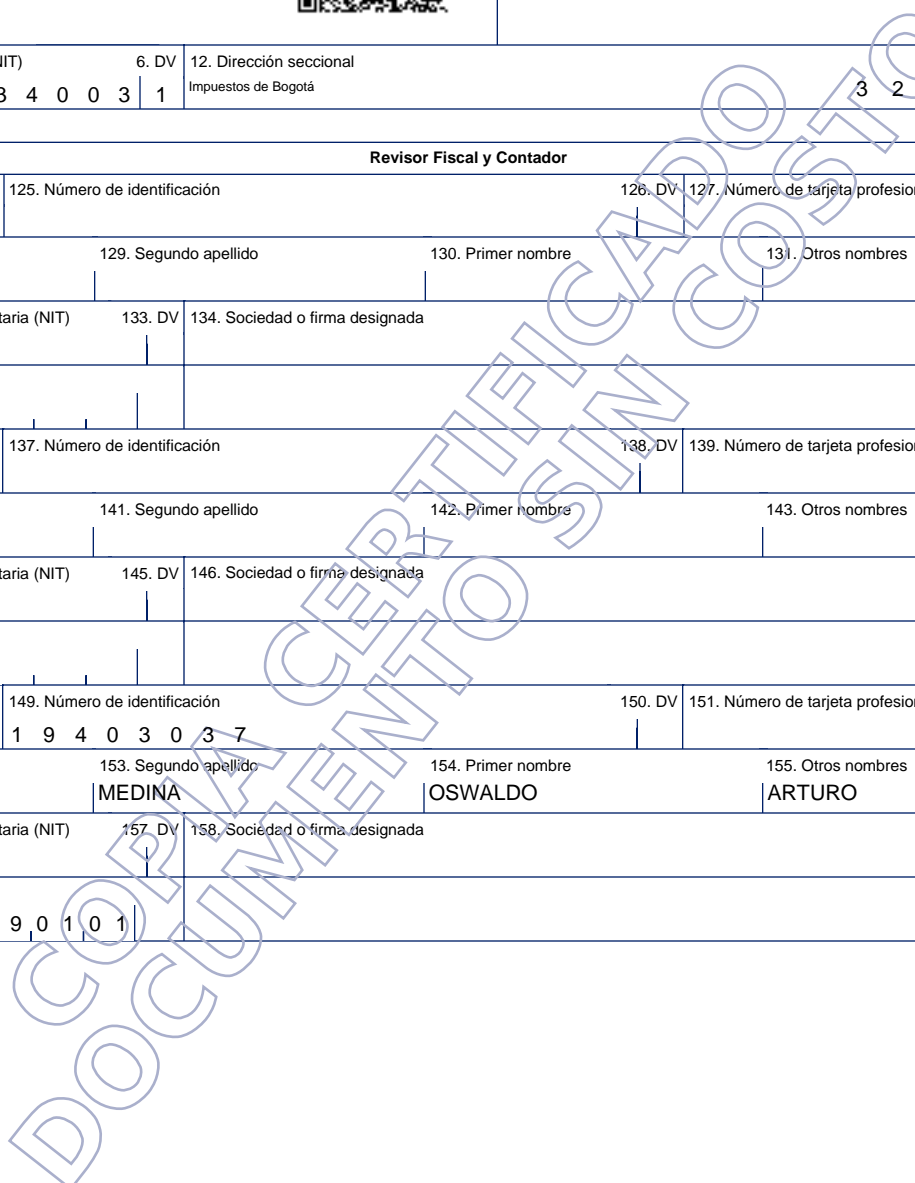 NIT) 6. DV 12. Dirección seccional
3 4 0 0 3 1 Impuestos de Bogotá 3 2
Revisor Fiscal y Contador
125. Número de identificación 126. DV 127. Número de tarjeta profesion
129. Segundo apellido 130. Primer nombre 131. Otros nombres
taria (NIT) 133. DV 134. Sociedad o firma designada
137. Número de identificación 138. DV 139. Número de tarjeta profesion
141. Segundo apellido 142. Primer nombre 143. Otros nombres
taria (NIT) 145. DV 146. Sociedad o firma designada
149. Número de identificación 150. DV 151. Número de tarjeta profesion
1 9 4 0 3 0 3 7
153. Segundo apellido 154. Primer nombre 155. Otros nombres
MEDINA OSWALDO ARTURO
taria (NIT) 157. DV 158. Sociedad o firma designada
9 0 1 0 1
COPIA CERTIFICADO
DOCUMENTO SIN COSTO